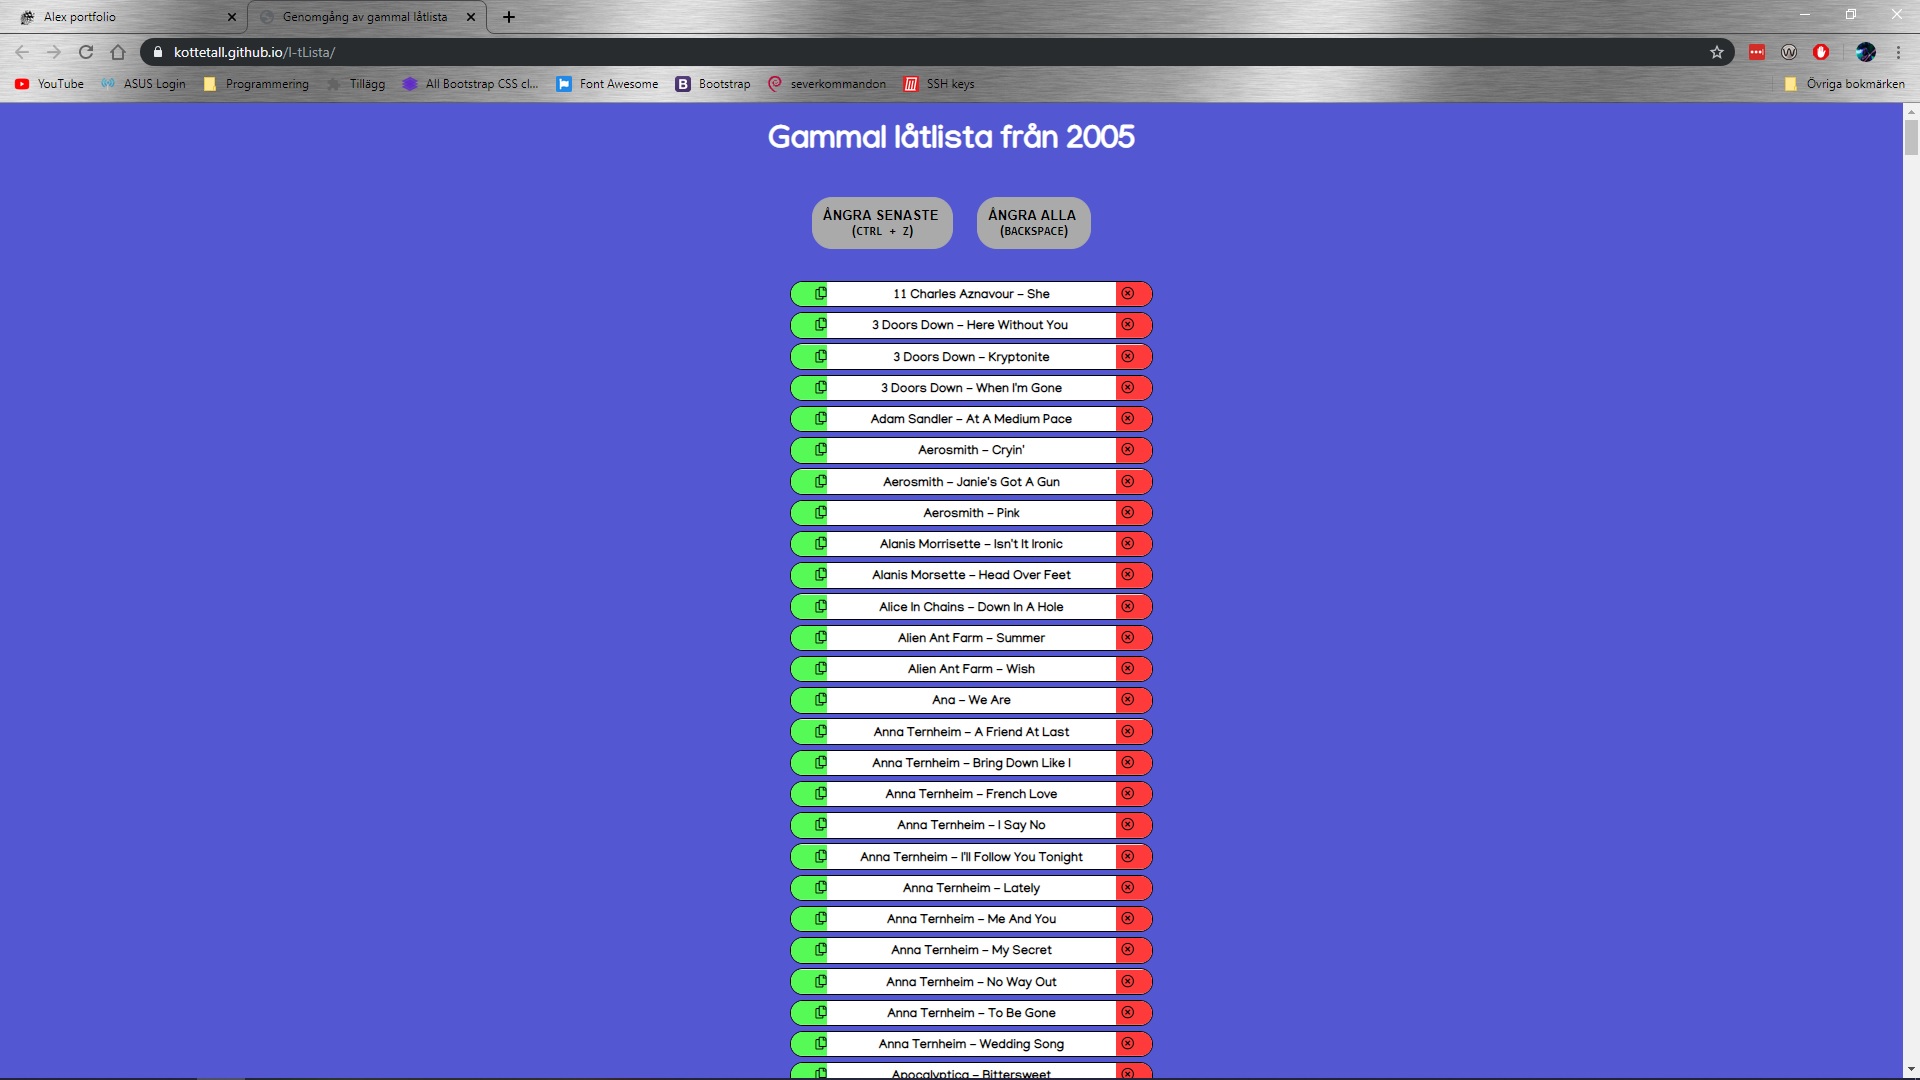 Alex portfolio
Genomgång av gammal låtlista
kottetall.github.io/l-tLista/
YouTube
ASUS Login
Programmering
Tillägg
All Bootstrap CSS cl...
Font Awesome
B Bootstrap
severkommandon
SSH keys
Övriga bokmärken
Gammal låtlista från 2005
ÅNGRA SENASTE
(CTRL + Z)
ÅNGRA ALLA
(BACKSPACE)
11 Charles Aznavour – She
3 Doors Down – Here Without You
3 Doors Down – Kryptonite
3 Doors Down – When I'm Gone
Adam Sandler – At A Medium Pace
Aerosmith – Cryin'
Aerosmith – Janie's Got A Gun
Aerosmith – Pink
Alanis Morrisette – Isn't It Ironic
Alanis Morsette – Head Over Feet
Alice In Chains – Down In A Hole
Alien Ant Farm – Summer
Alien Ant Farm – Wish
Ana – We Are
Anna Ternheim – A Friend At Last
Anna Ternheim – Bring Down Like I
Anna Ternheim – French Love
Anna Ternheim – I Say No
Anna Ternheim – I'll Follow You Tonight
Anna Ternheim – Lately
Anna Ternheim – Me And You
Anna Ternheim – My Secret
Anna Ternheim – No Way Out
Anna Ternheim – To Be Gone
Anna Ternheim – Wedding Song
Apocalyptica – Bittersweet